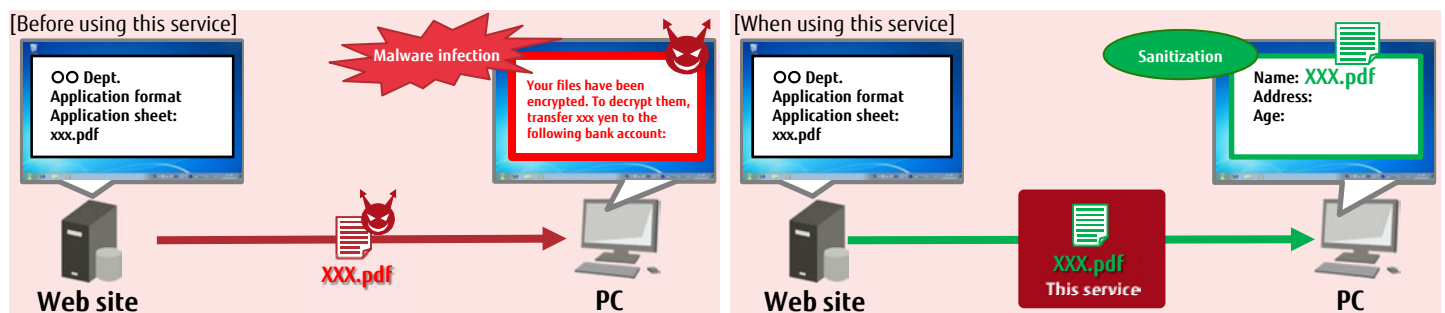 [Before using this service]
Malware infection
OO Dept.
Application format
Application sheet:
xxx.pdf
Your files have been
encrypted. To decrypt them,
transfer xxx yen to the
following bank account:
XXX.pdf
Web site
PC
[When using this service]
Sanitization
OO Dept.
Application format
Application sheet:
xxx.pdf
Name: XXX.pdf
Address:
Age:
XXX.pdf
This service
Web site
PC